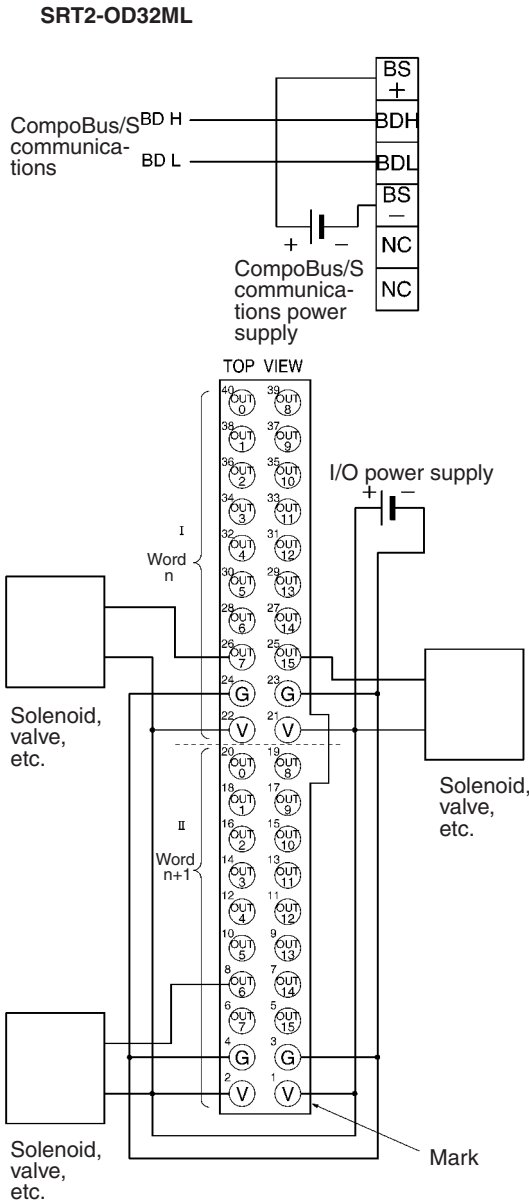 SRT2-OD32ML
BS
+
BDH
BDL
BS
–
NC
NC
CompoBus/S
communica-
tions
BD H
BD L
+ –
CompoBus/S
communica-
tions power
supply
TOP VIEW
40 OUT 0 39 OUT 8
38 OUT 1 37 OUT 9
36 OUT 2 35 OUT 10
34 OUT 3 33 OUT 11
32 OUT 4 31 OUT 12
30 OUT 5 29 OUT 13
28 OUT 6 27 OUT 14
26 OUT 7 25 OUT 15
24 G 23 G
22 V 21 V
20 OUT 0 19 OUT 8
18 OUT 1 17 OUT 9
16 OUT 2 15 OUT 10
14 OUT 3 13 OUT 11
12 OUT 4 11 OUT 12
10 OUT 5 9 OUT 13
8 OUT 6 7 OUT 14
6 OUT 7 5 OUT 15
4 G 3 G
2 V 1 V
I
Word
n
II
Word
n+1
I/O power supply
+ –
Solenoid,
valve,
etc.
Solenoid,
valve,
etc.
Solenoid,
valve,
etc.
Mark